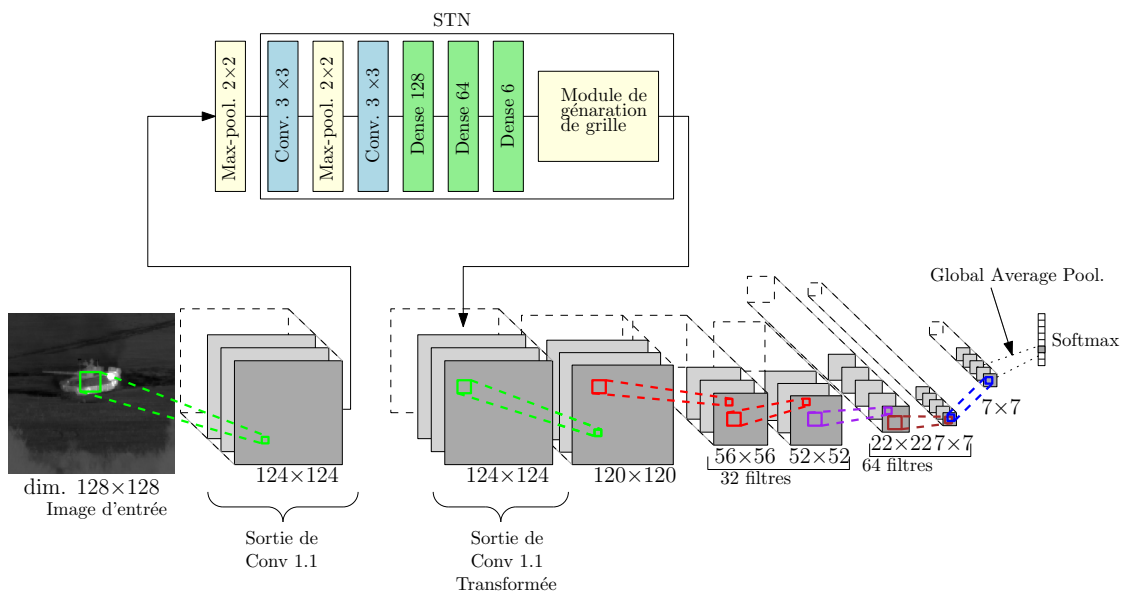 STN
Max-pool. 2×2
Conv. 3 ×3
Max-pool. 2×2
Conv. 3 ×3
Dense 128
Dense 64
Dense 6
Module de
génaration
de grille
Global Average Pool.
Softmax
7×7
124×124
124×124
120×120
56×56
52×52
22×22
7×7
32 filtres
64 filtres
dim. 128×128
Image d'entrée
Sortie de
Conv 1.1
Sortie de
Conv 1.1
Transformée